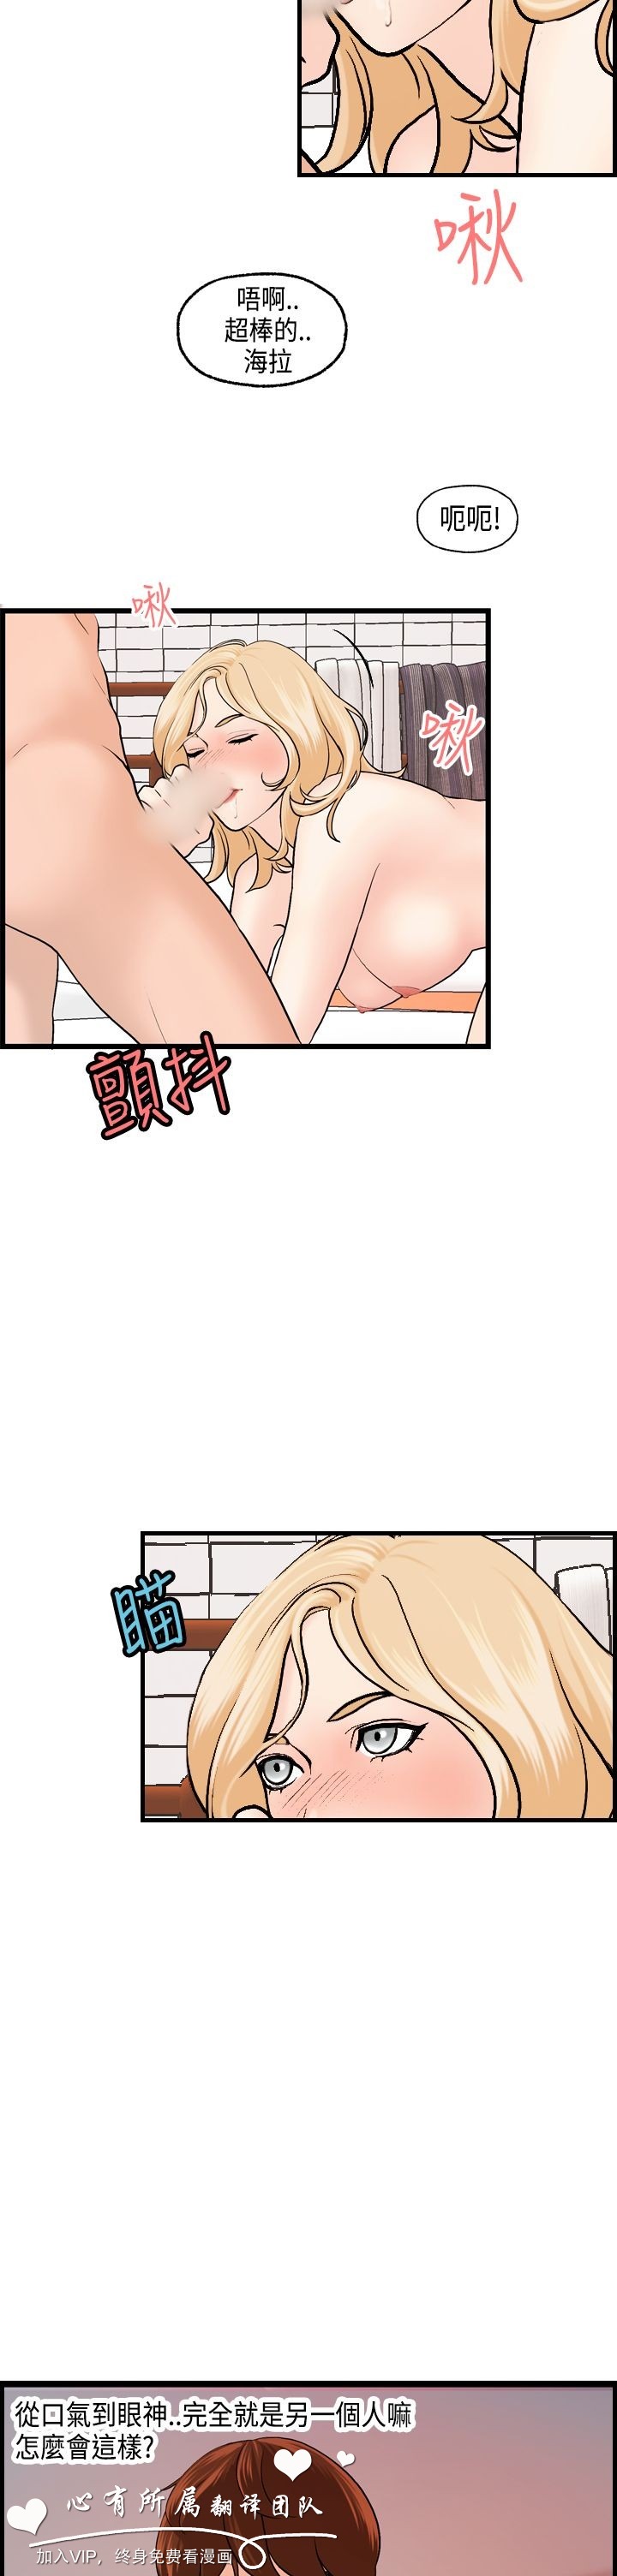 啾
唔啊..
超棒的..
海拉
呃呃!
啾
啾
顫抖
瞄
從口氣到眼神..完全就是另一個人嘛
怎麼會這樣?
心有所属翻译团队
加入VIP，终身免费看漫画